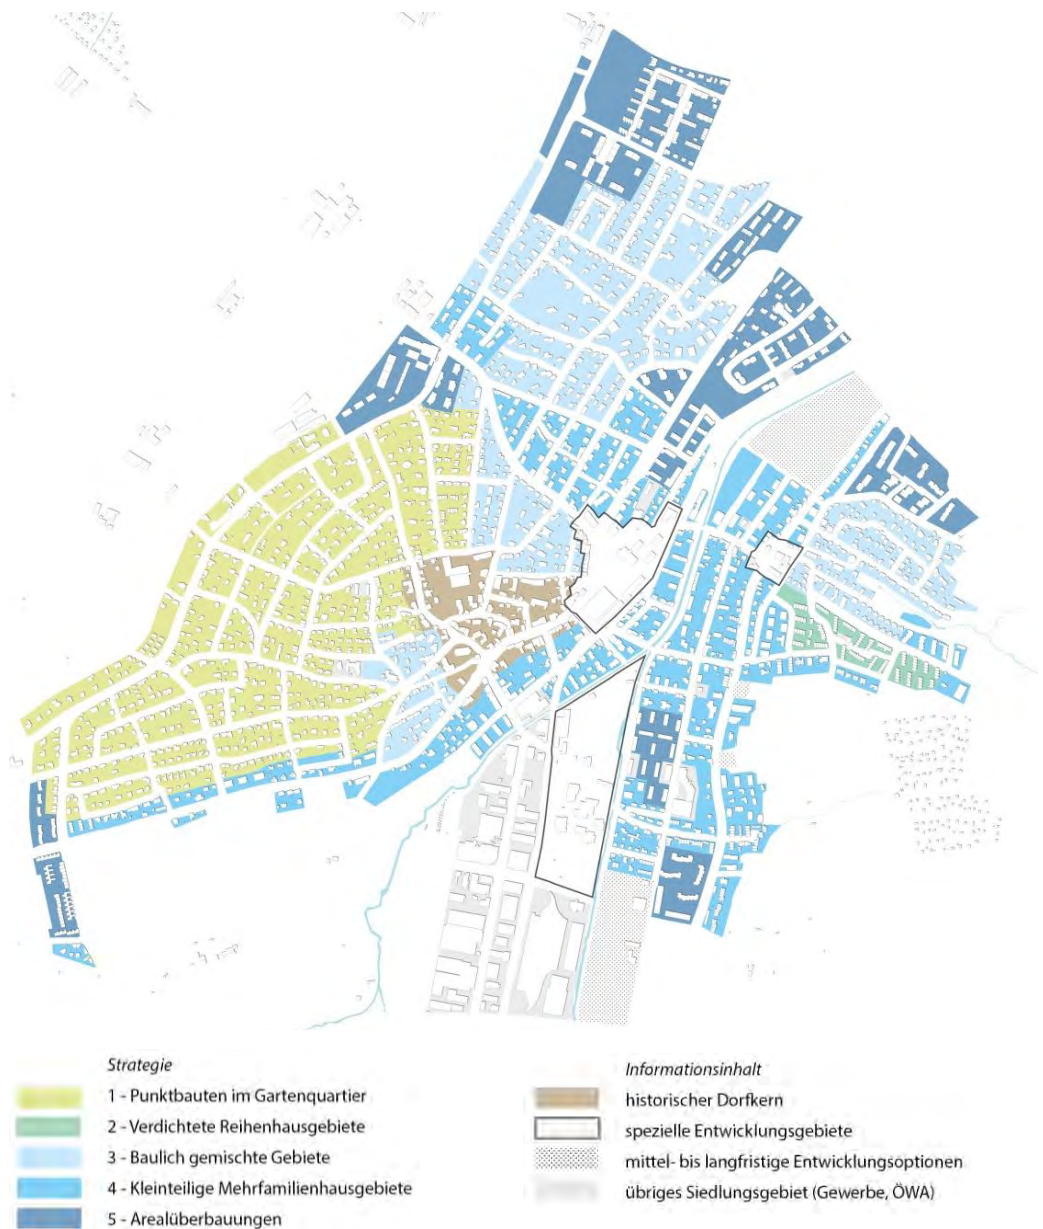 Strategie
1 - Punktbauten im Gartenquartier
2 - Verdichtete Reihenhausgebiete
3 - Baulich gemischte Gebiete
4 - Kleinteilige Mehrfamilienhausgebiete
5 - Arealüberbauungen
Informationsinhalt
historischer Dorfkern
spezielle Entwicklungsgebiete
mittel- bis langfristige Entwicklungsoptionen
übriges Siedlungsgebiet (Gewerbe, ÖWA)